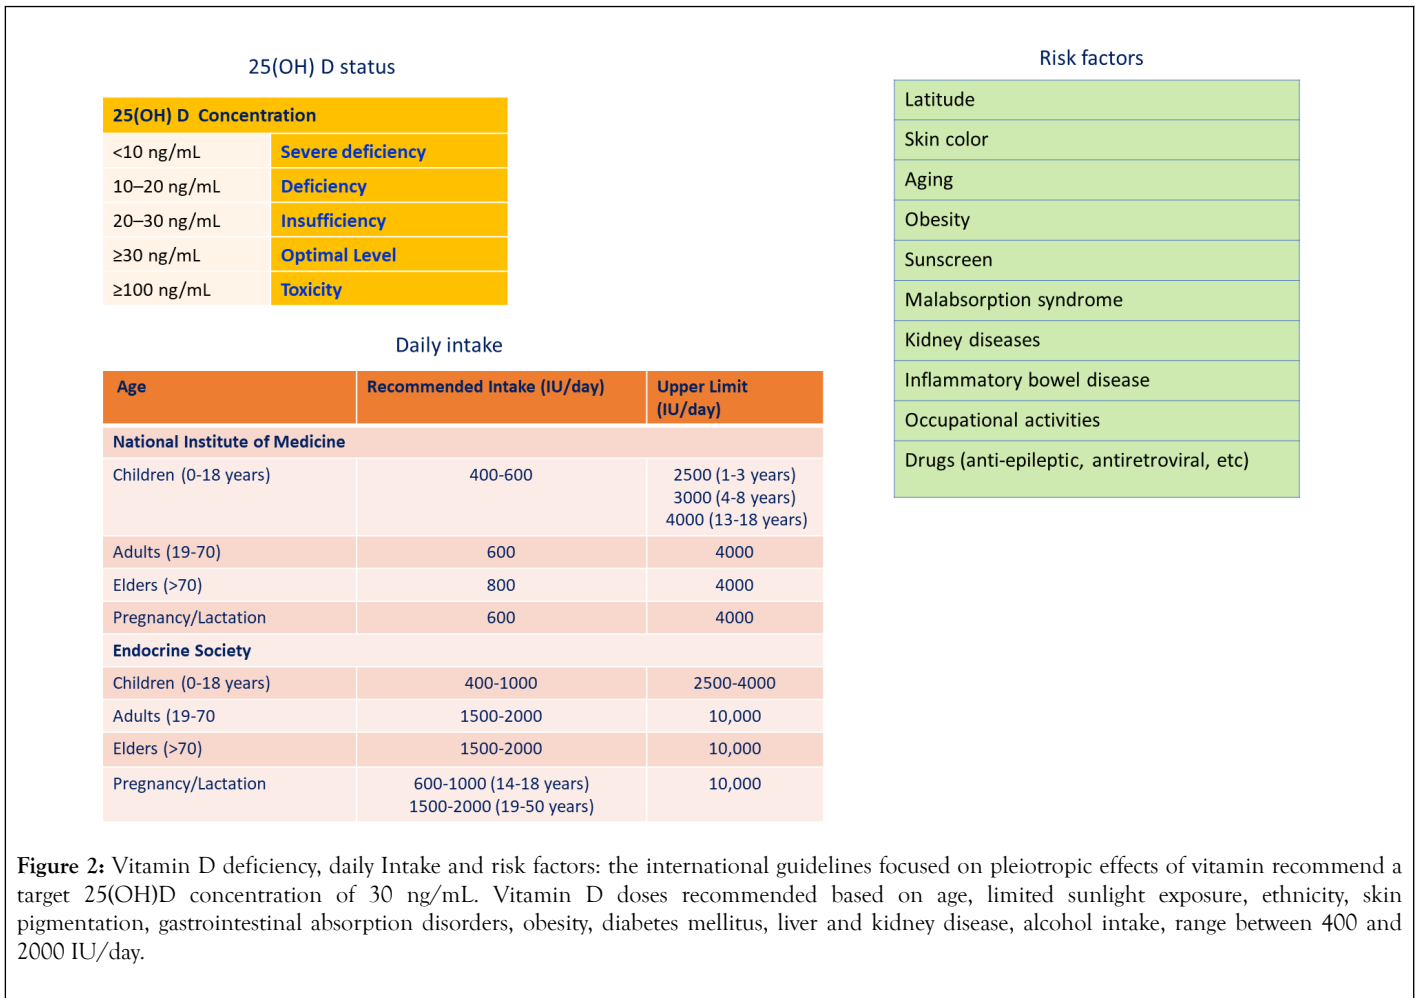 25(OH) D status
25(OH) D Concentration
<10 ng/mL Severe deficiency
10–20 ng/mL Deficiency
20–30 ng/mL Insufficiency
≥30 ng/mL Optimal Level
≥100 ng/mL Toxicity
Daily intake
Age Recommended Intake (IU/day) Upper Limit
(IU/day)
National Institute of Medicine
Children (0-18 years) 400-600 2500 (1-3 years)
3000 (4-8 years)
4000 (13-18 years)
Adults (19-70) 600 4000
Elders (>70) 800 4000
Pregnancy/Lactation 600 4000
Endocrine Society
Children (0-18 years) 400-1000 2500-4000
Adults (19-70 1500-2000 10,000
Elders (>70) 1500-2000 10,000
Pregnancy/Lactation 600-1000 (14-18 years) 10,000
1500-2000 (19-50 years)
Risk factors
Latitude
Skin color
Aging
Obesity
Sunscreen
Malabsorption syndrome
Kidney diseases
Inflammatory bowel disease
Occupational activities
Drugs (anti-epileptic, antiretroviral, etc)
Figure 2: Vitamin D deficiency, daily Intake and risk factors: the international guidelines focused on pleiotropic effects of vitamin recommend a
target 25(OH)D concentration of 30 ng/mL. Vitamin D doses recommended based on age, limited sunlight exposure, ethnicity, skin
pigmentation, gastrointestinal absorption disorders, obesity, diabetes mellitus, liver and kidney disease, alcohol intake, range between 400 and
2000 IU/day.